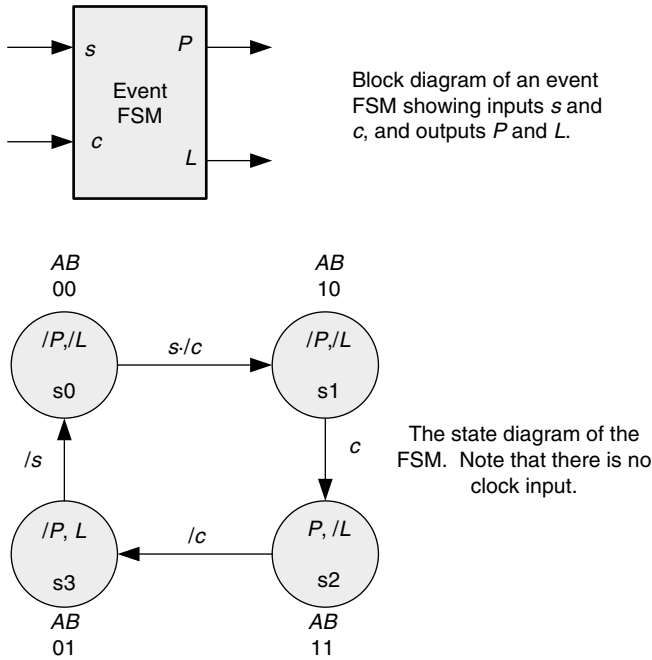 s
P
Event
FSM
c
L
Block diagram of an event
FSM showing inputs s and
c, and outputs P and L.
AB
00
AB
10
/P,/L
s0
s·/c
/P,/L
s1
/s
c
The state diagram of the
FSM. Note that there is no
clock input.
/P, L
s3
/c
P, /L
s2
AB
01
AB
11